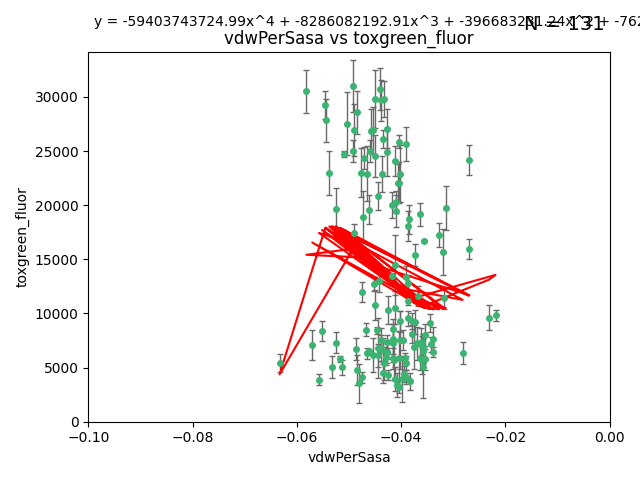 y = -59403743724.99x^4 + -8286082192.91x^3 +
N = 131
vdwPerSasa vs toxgreen_fluor
toxgreen_fluor
30000
25000
20000
15000
10000
5000
0
−0.10
−0.08
−0.06
−0.04
−0.02
0.00
vdwPerSasa